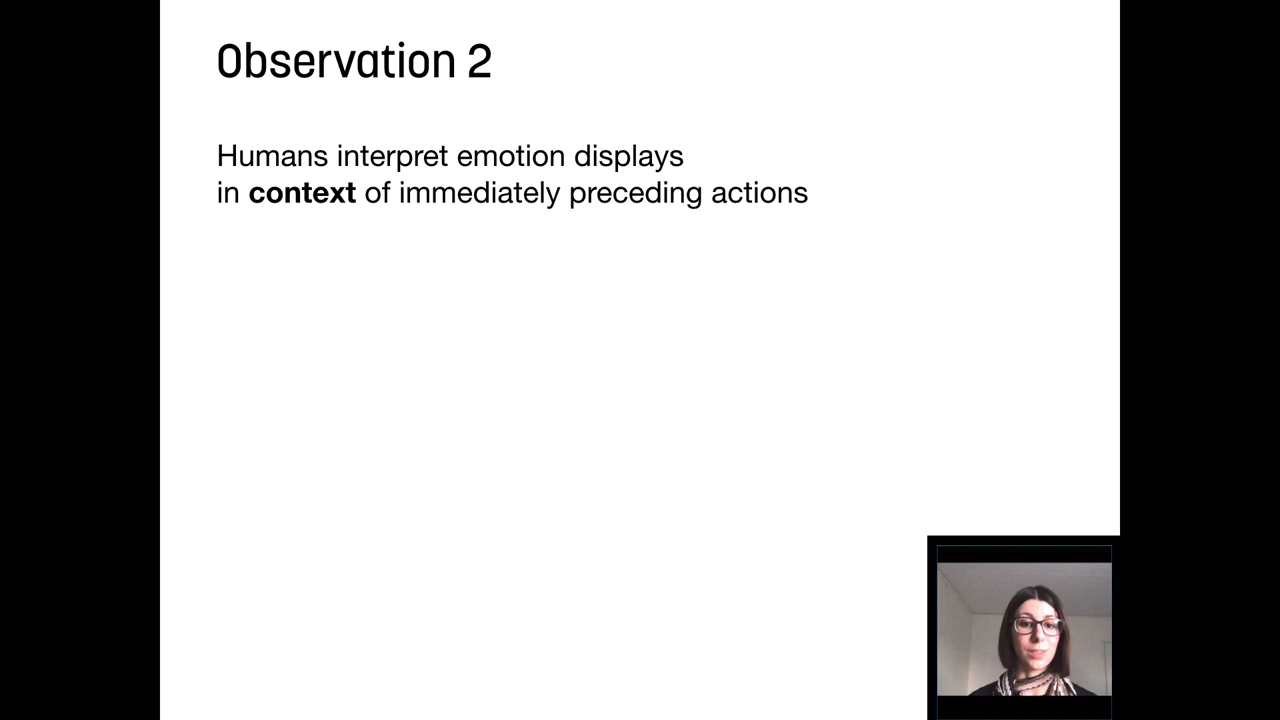 Observation 2
Humans interpret emotion displays
in context of immediately preceding actions